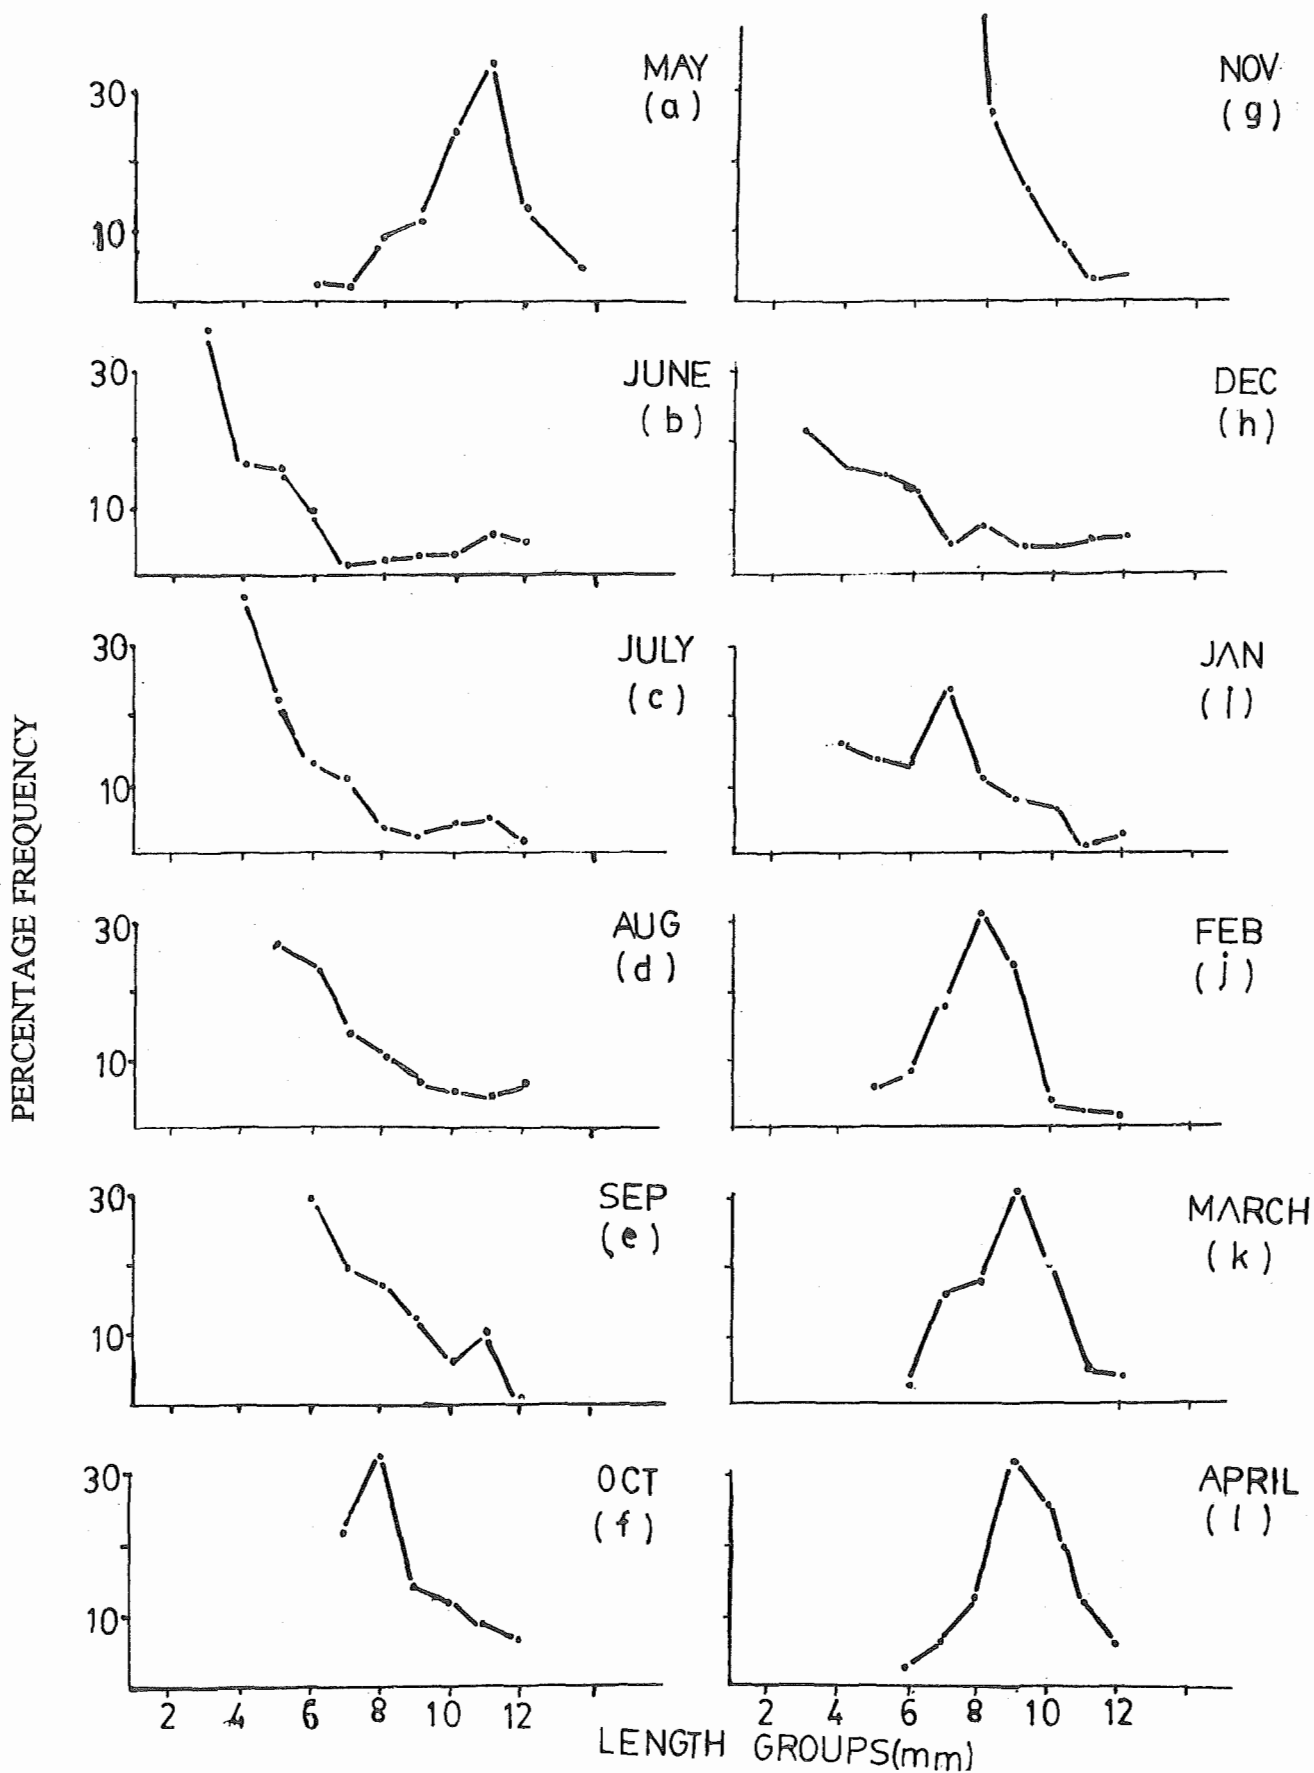 PERCENTAGE FREQUENCY
30
10
MAY
(a)
NOV
(g)
30
10
JUNE
(b)
DEC
(h)
30
10
JULY
(c)
JAN
(i)
30
10
AUG
(d)
FEB
(j)
30
10
SEP
(e)
MARCH
(k)
30
10
OCT
(f)
APRIL
(l)
2 4 6 8 10 12
2 4 6 8 10 12
LENGTH GROUPS(mm)